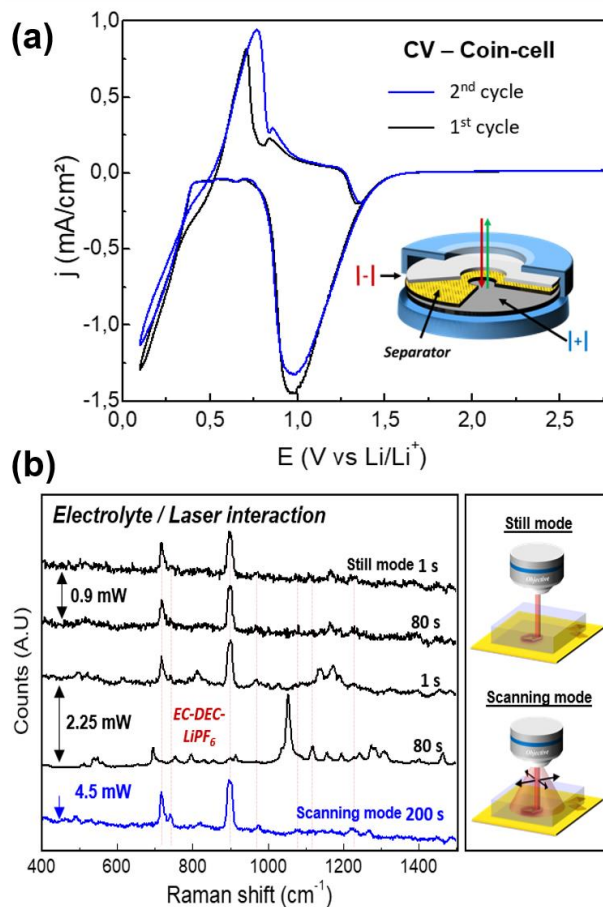 (a)
CV – Coin-cell
2nd cycle
1st cycle
1,0
0,5
0,0
-0,5
-1,0
-1,5
j (mA/cm²)
|-|
Separator
|+|
0,0 0,5 1,0 1,5 2,0 2,5
E (V vs Li/Li+)
(b)
Electrolyte / Laser interaction
Still mode 1 s
0.9 mW
80 s
1 s
2.25 mW
EC-DEC-
LiPF6
80 s
4.5 mW
Scanning mode 200 s
Counts (A.U)
400 600 800 1000 1200 1400
Raman shift (cm-1)
Still mode
Objective
Scanning mode
Objective